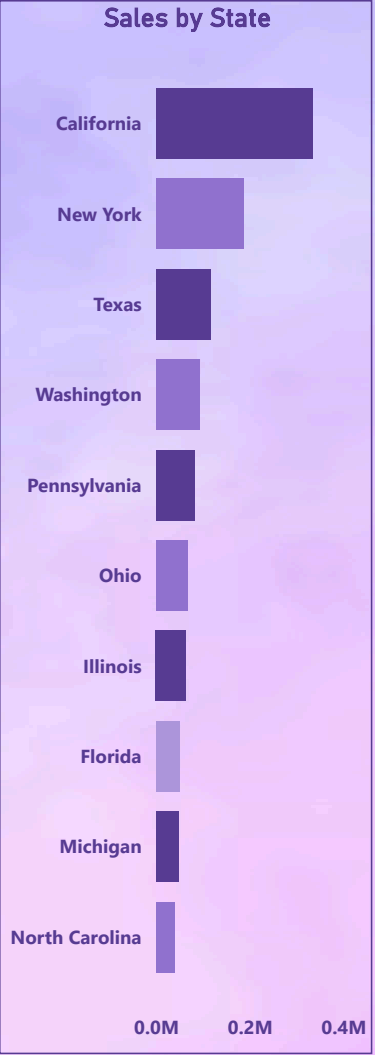 Sales by State
California
New York
Texas
Washington
Pennsylvania
Ohio
Illinois
Florida
Michigan
North Carolina
0.0M 0.2M 0.4M